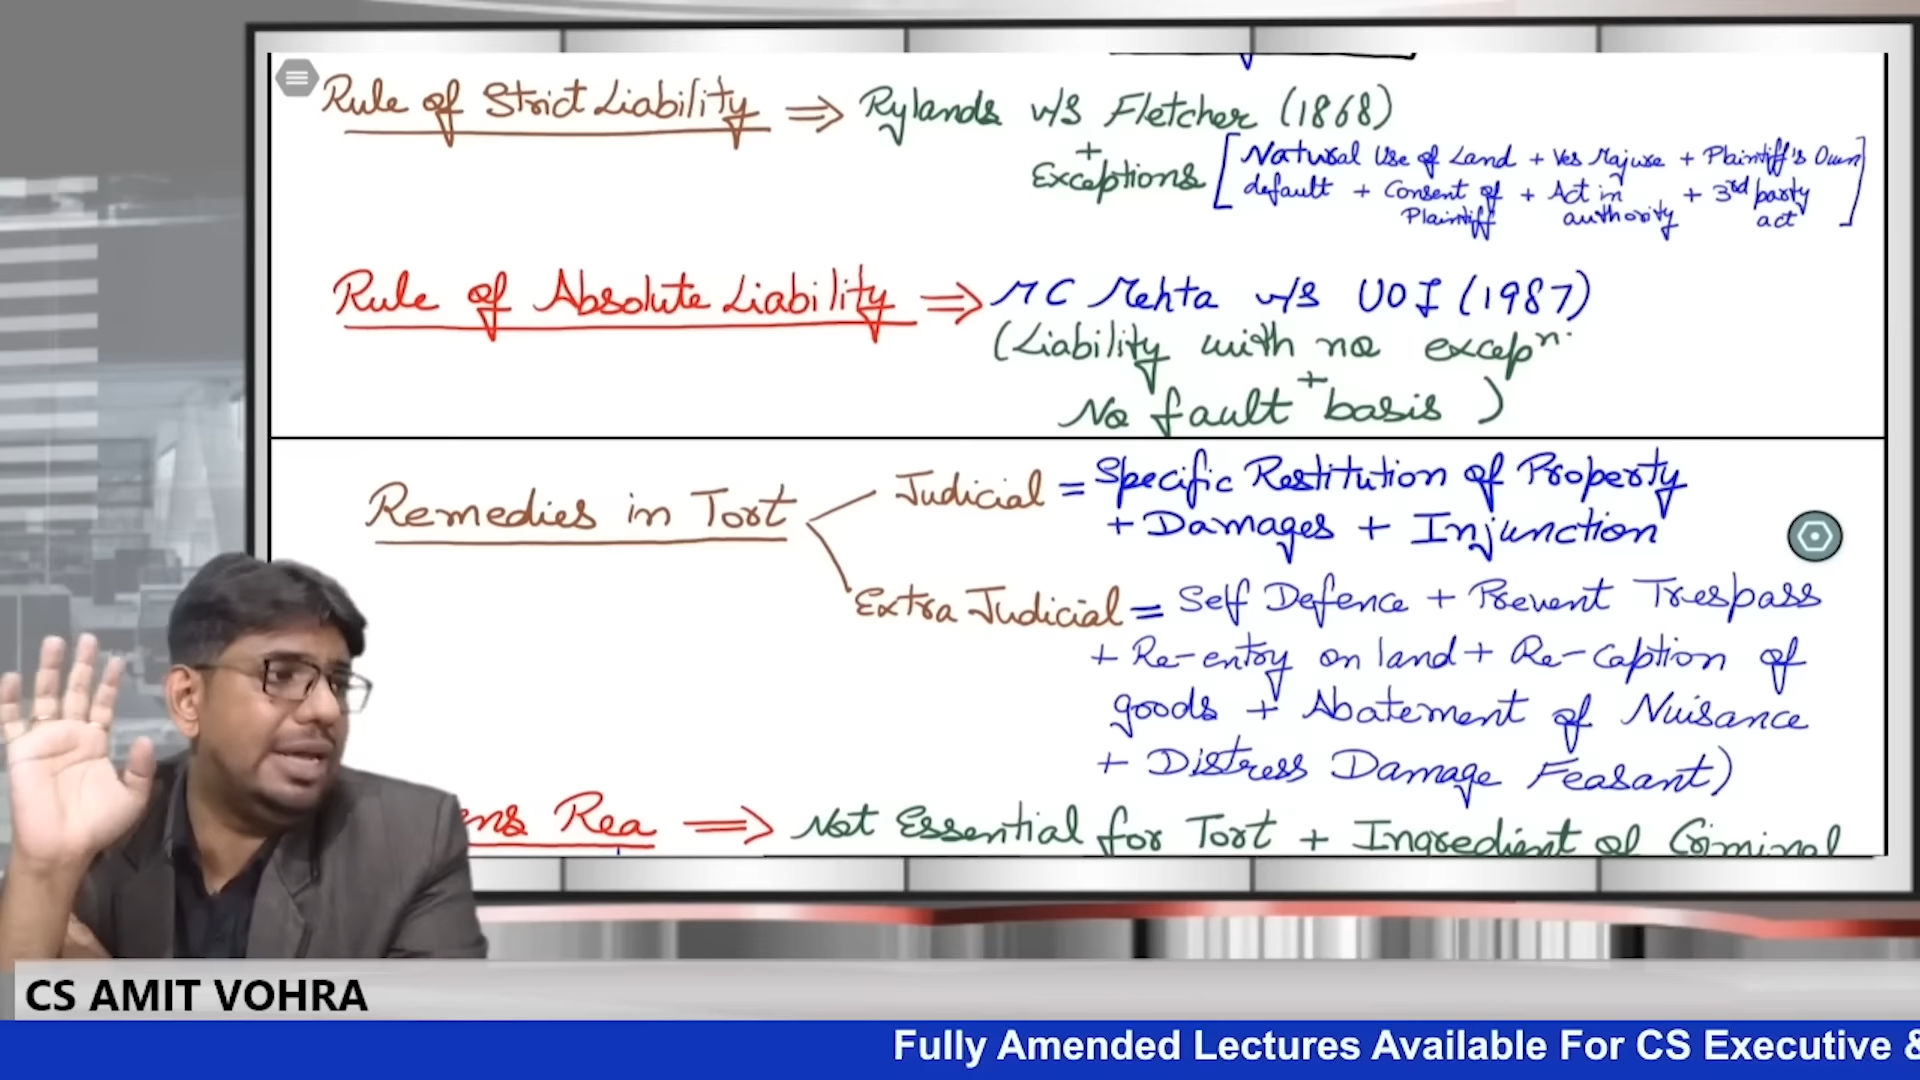 Rule of Strict Liability ⇒ Rylands v/s Fletcher (1868)
+
Exceptions [Natural Use of Land + Ves Majure + Plaintiff's Own
default + Consent of Plaintiff + Act in authority + 3rd party act]
Rule of Absolute Liability ⇒ MC Mehta v/s UOI (1987)
(Liability with no excepn.
+
No fault basis)
Remedies in Tort
Judicial = Specific Restitution of Property
+ Damages + Injunction
Extra Judicial = Self Defence + Prevent Trespass
+ Re-entry on land + Re-Caption of
goods + Abatement of Nuisance
+ Distress Damage Feasant)
ens Rea ⇒ Not Essential for Tort + Ingredient of Criminal
CS AMIT VOHRA
Fully Amended Lectures Available For CS Executive &